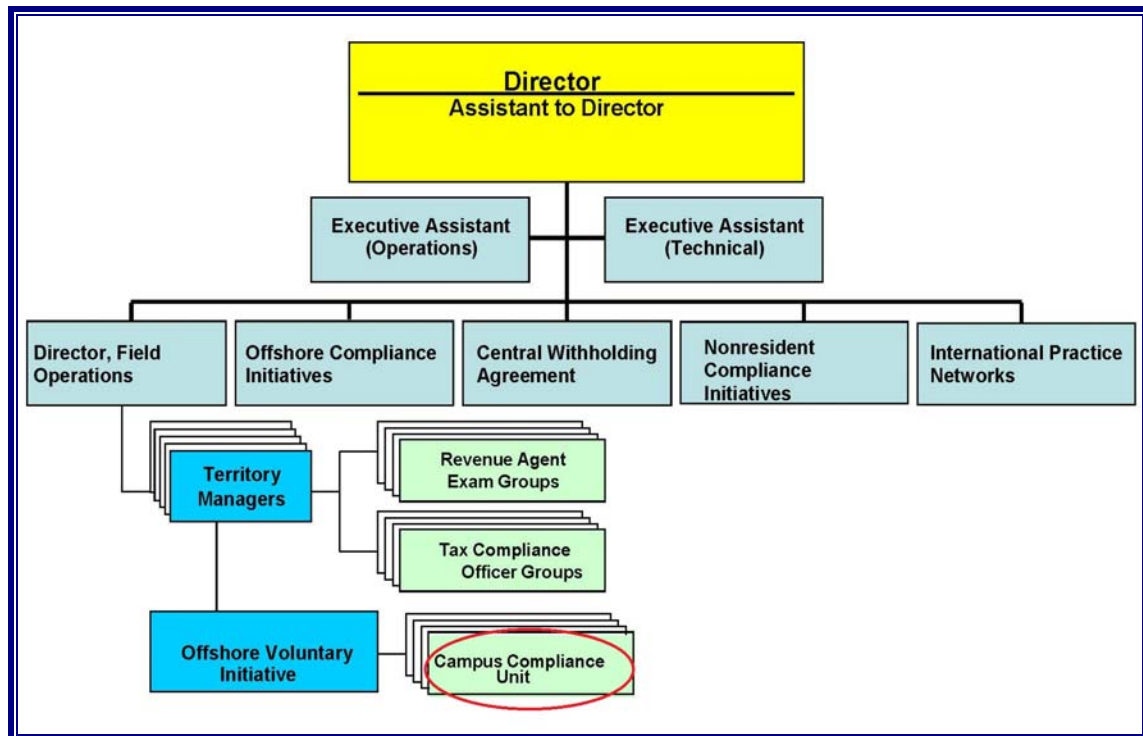 Director
Assistant to Director
Executive Assistant
(Operations)
Executive Assistant
(Technical)
Director, Field
Operations
Offshore Compliance
Initiatives
Central Withholding
Agreement
Nonresident
Compliance
Initiatives
International Practice
Networks
Territory
Managers
Revenue Agent
Exam Groups
Tax Compliance
Officer Groups
Offshore Voluntary
Initiative
Campus Compliance
Unit